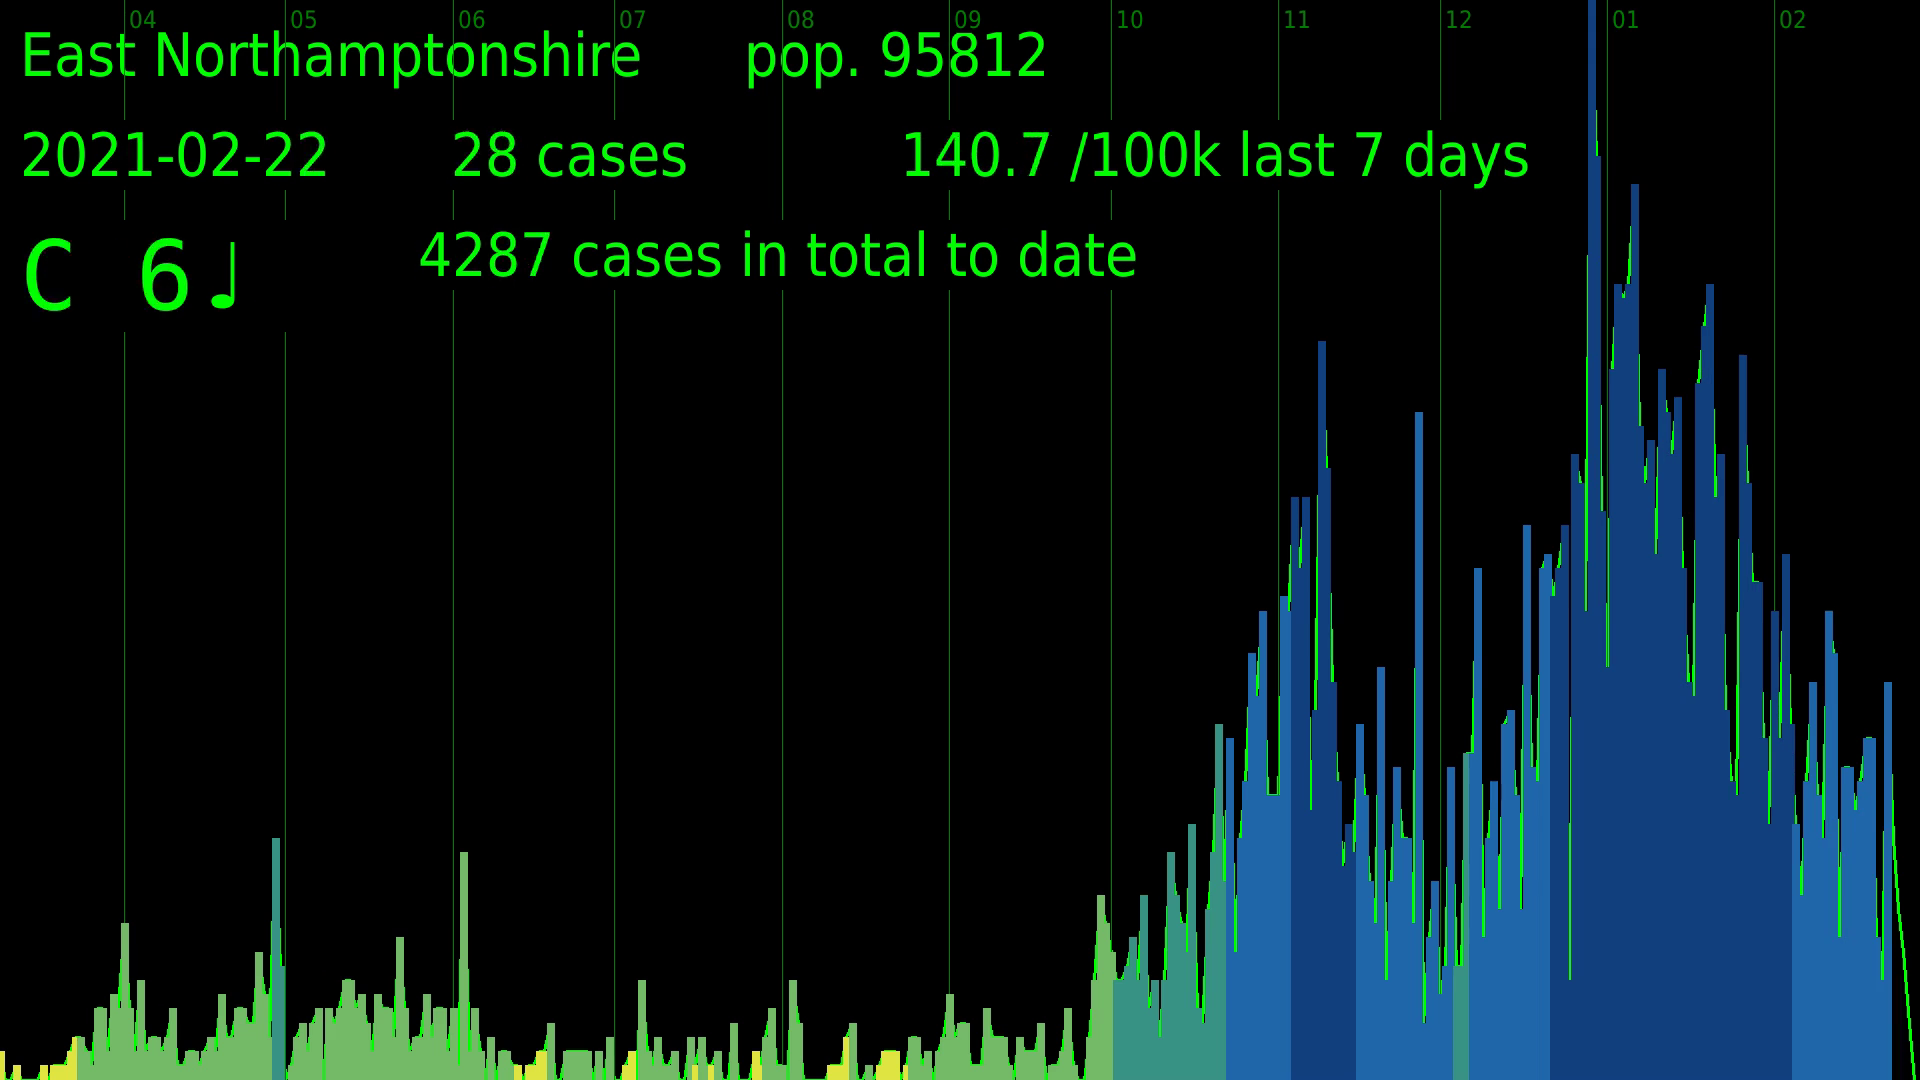 04 05 06 07 08 09 10 11 12 01 02
East Northamptonshire pop. 95812
2021-02-22 28 cases 140.7 /100k last 7 days
C 6♩ 4287 cases in total to date